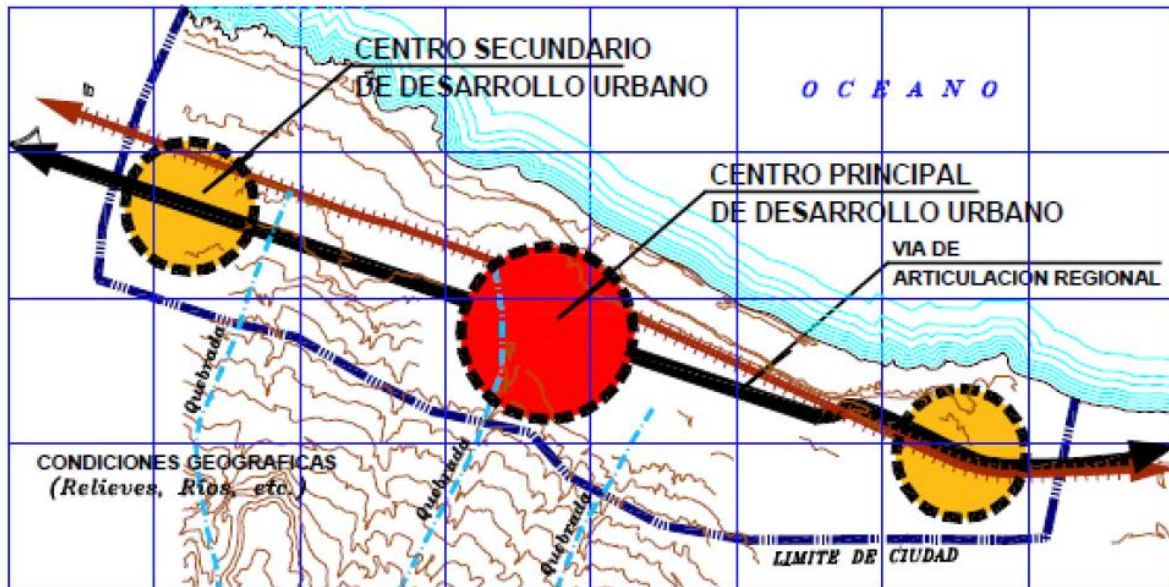 CENTRO SECUNDARIO
DE DESARROLLO URBANO
OCEANO
CENTRO PRINCIPAL
DE DESARROLLO URBANO
VIA DE
ARTICULACION REGIONAL
Quebrada
Quebrada
Quebrada
CONDICIONES GEOGRAFICAS
(Relieves, Rios, etc.)
LIMITE DE CIUDAD